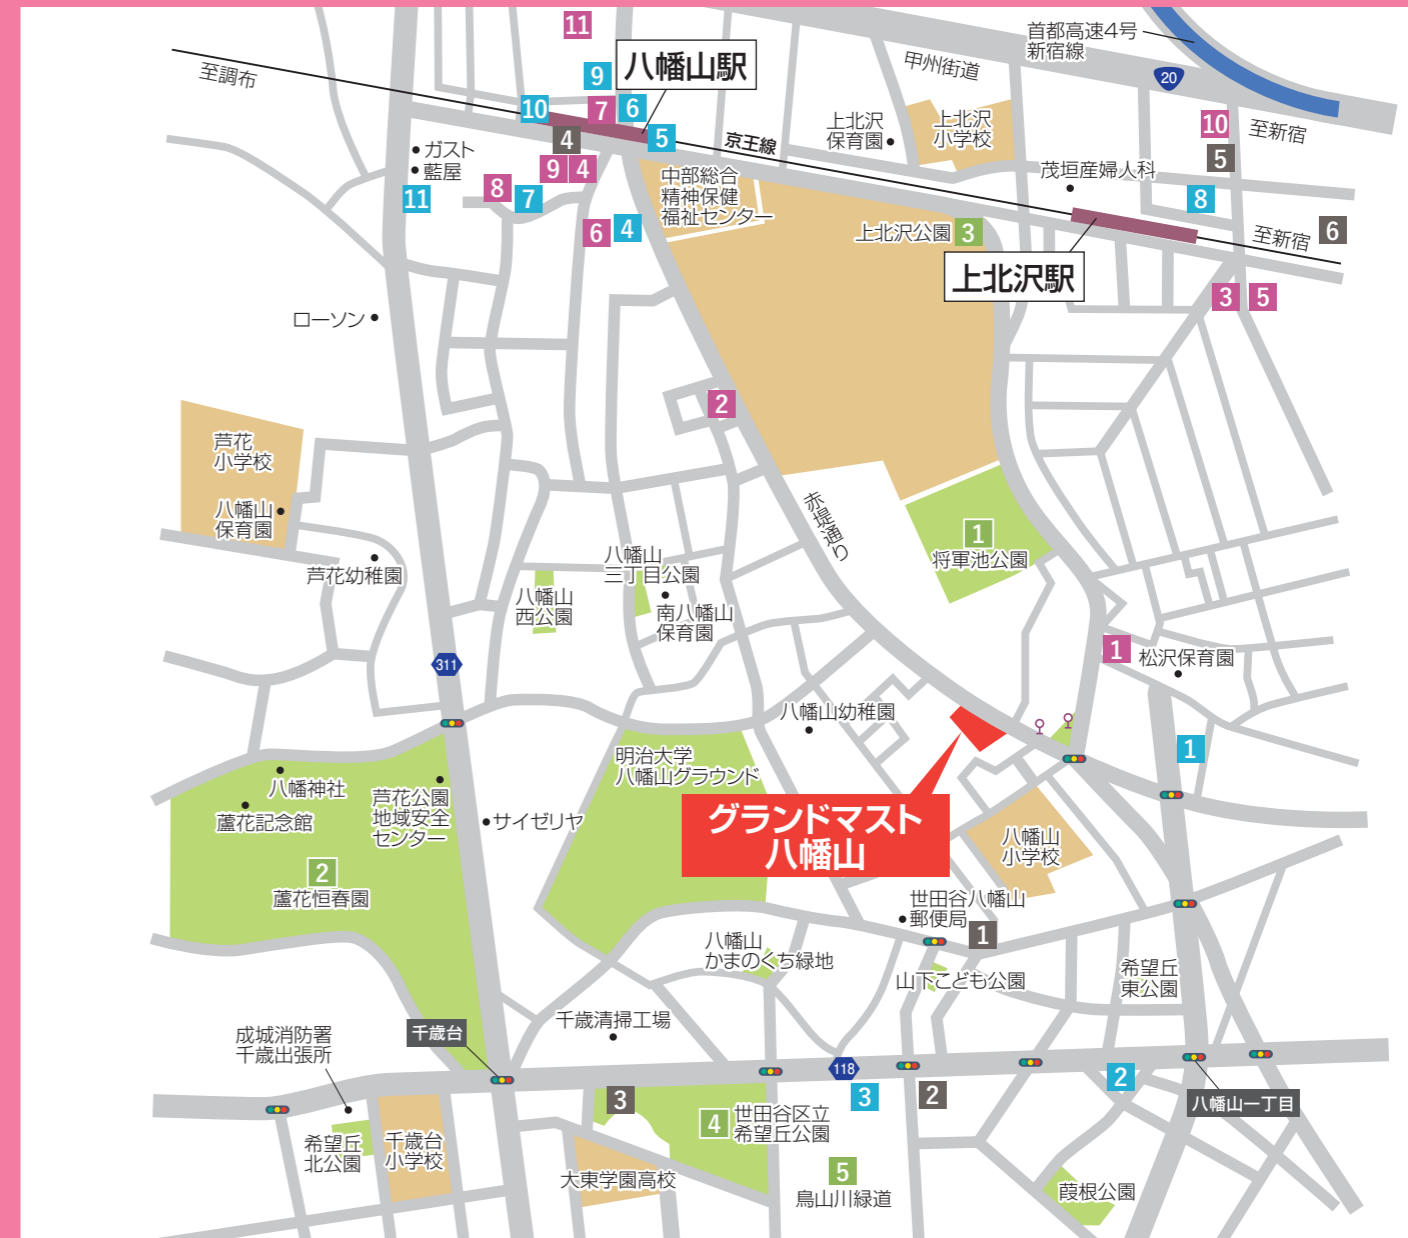 11
首都高速4号
新宿線
八幡山駅
甲州街道
20
至調布
9
10
7
6
5
4
京王線
上北沢
保育園
上北沢
小学校
10
至新宿
5
ガスト
藍屋
11
8
7
9
4
中部総合
精神保健
福祉センター
茂垣産婦人科
8
6
4
上北沢公園
3
至新宿
6
上北沢駅
3
5
ローソン
2
芦花
小学校
八幡山
保育園
赤堤通り
1
将軍池公園
芦花幼稚園
八幡山
三丁目公園
八幡山
西公園
南八幡山
保育園
311
1
松沢保育園
八幡山幼稚園
1
明治大学
八幡山グラウンド
八幡神社
蘆花記念館
芦花公園
地域安全
センター
サイゼリヤ
グランドマスト
八幡山
八幡山
小学校
2
蘆花恒春園
世田谷八幡山
郵便局
1
八幡山
かまのくち緑地
山下こども公園
希望丘
東公園
成城消防署
千歳出張所
千歳台
千歳清掃工場
118
3
2
2
八幡山一丁目
3
4
世田谷区立
希望丘公園
希望丘
北公園
千歳台
小学校
大東学園高校
5
烏山川緑道
葭根公園